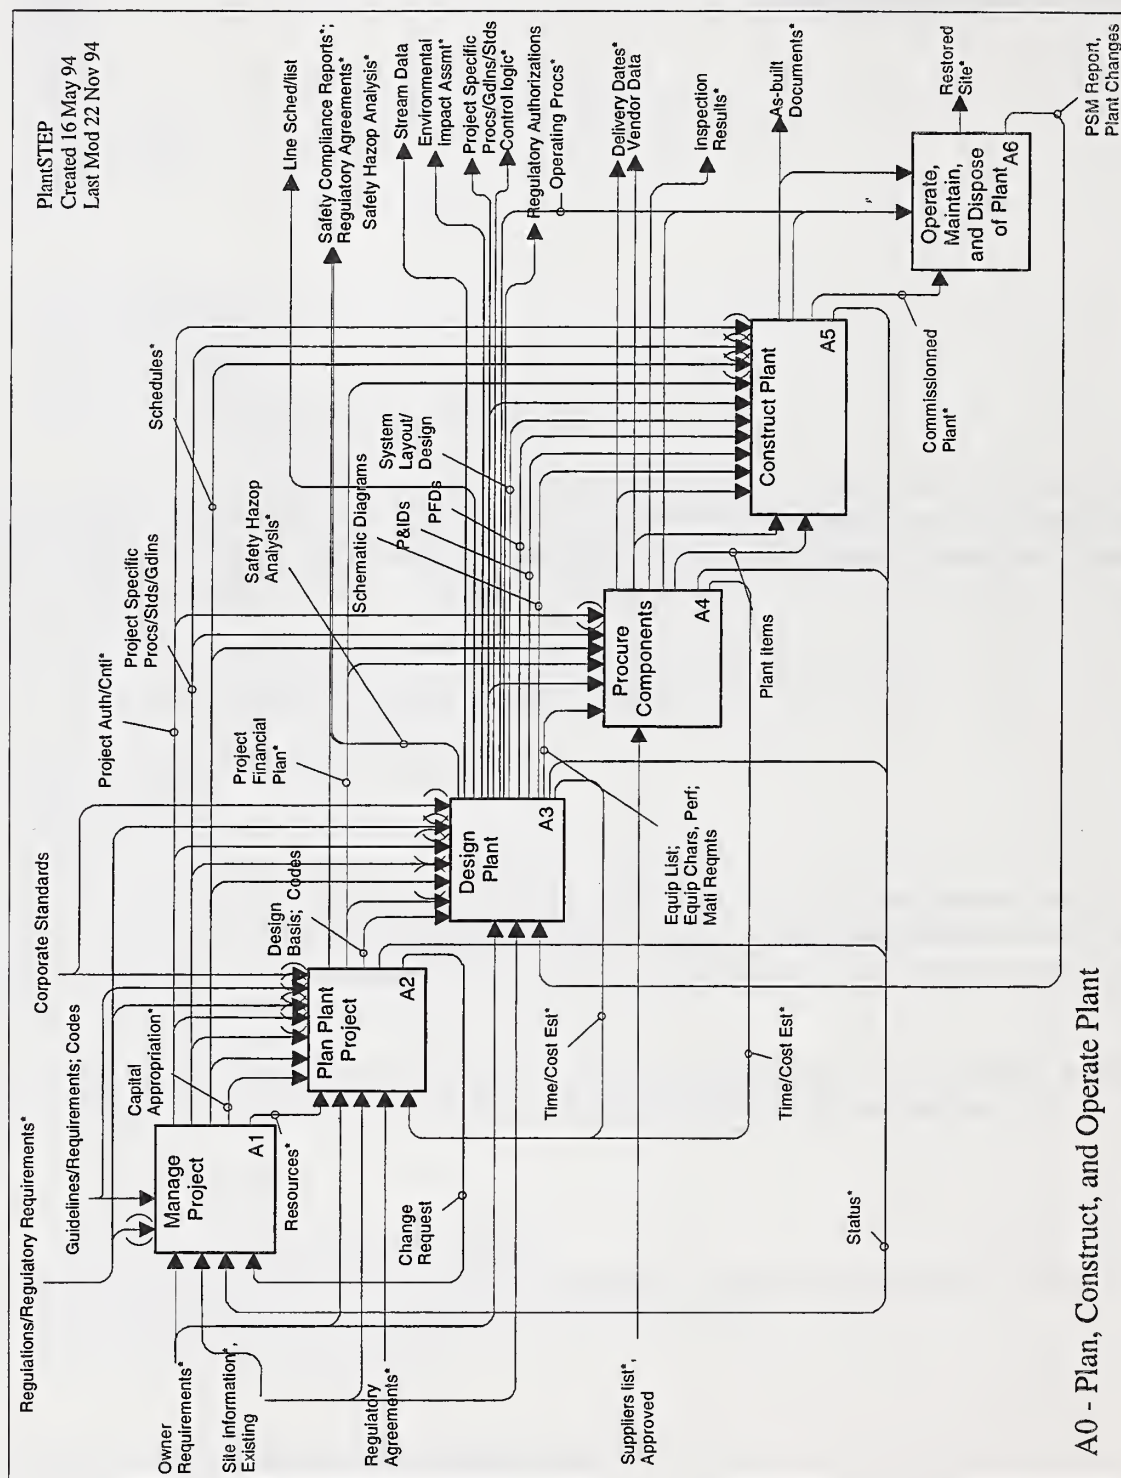 PlantSTEP
Created 16 May 94
Last Mod 22 Nov 94
Regulations/Regulatory Requirements*
Guidelines/Requirements; Codes
Corporate Standards
Project Auth/Cntl*
Project Specific
Procs/Stds/Gdlns
Schedules*
Safety Hazop
Analysis*
Schematic Diagrams
P&IDs
PFDs
System
Layout/
Design
LIne Sched/list
Safety Compliance Reports*;
Regulatory Agreements*
Safety Hazop Analysis*
Stream Data
Environmental
Impact Assmt*
Project Specific
Procs/Gdlns/Stds
Control logic*
Regulatory Authorizations
Operating Procs*
Delivery Dates*
Vendor Data
Inspection
Results*
As-built
Documents*
Restored
Site*
PSM Report,
Plant Changes
Capital
Appropriation*
Design
Basis; Codes
Project
Financial
Plan*
Manage
Project
A1
Resources*
Plan Plant
Project
A2
Design
Plant
A3
Procure
Components
A4
Construct Plant
A5
Operate,
Maintain,
and Dispose
of Plant
A6
Owner
Requirements*
Site Information*,
Existing
Regulatory
Agreements*
Suppliers list*,
Approved
Change
Request
Time/Cost Est*
Time/Cost Est*
Equip List;
Equip Chars, Perf;
Matl Reqmts
Plant items
Commissionned
Plant*
Status*
A0 - Plan, Construct, and Operate Plant